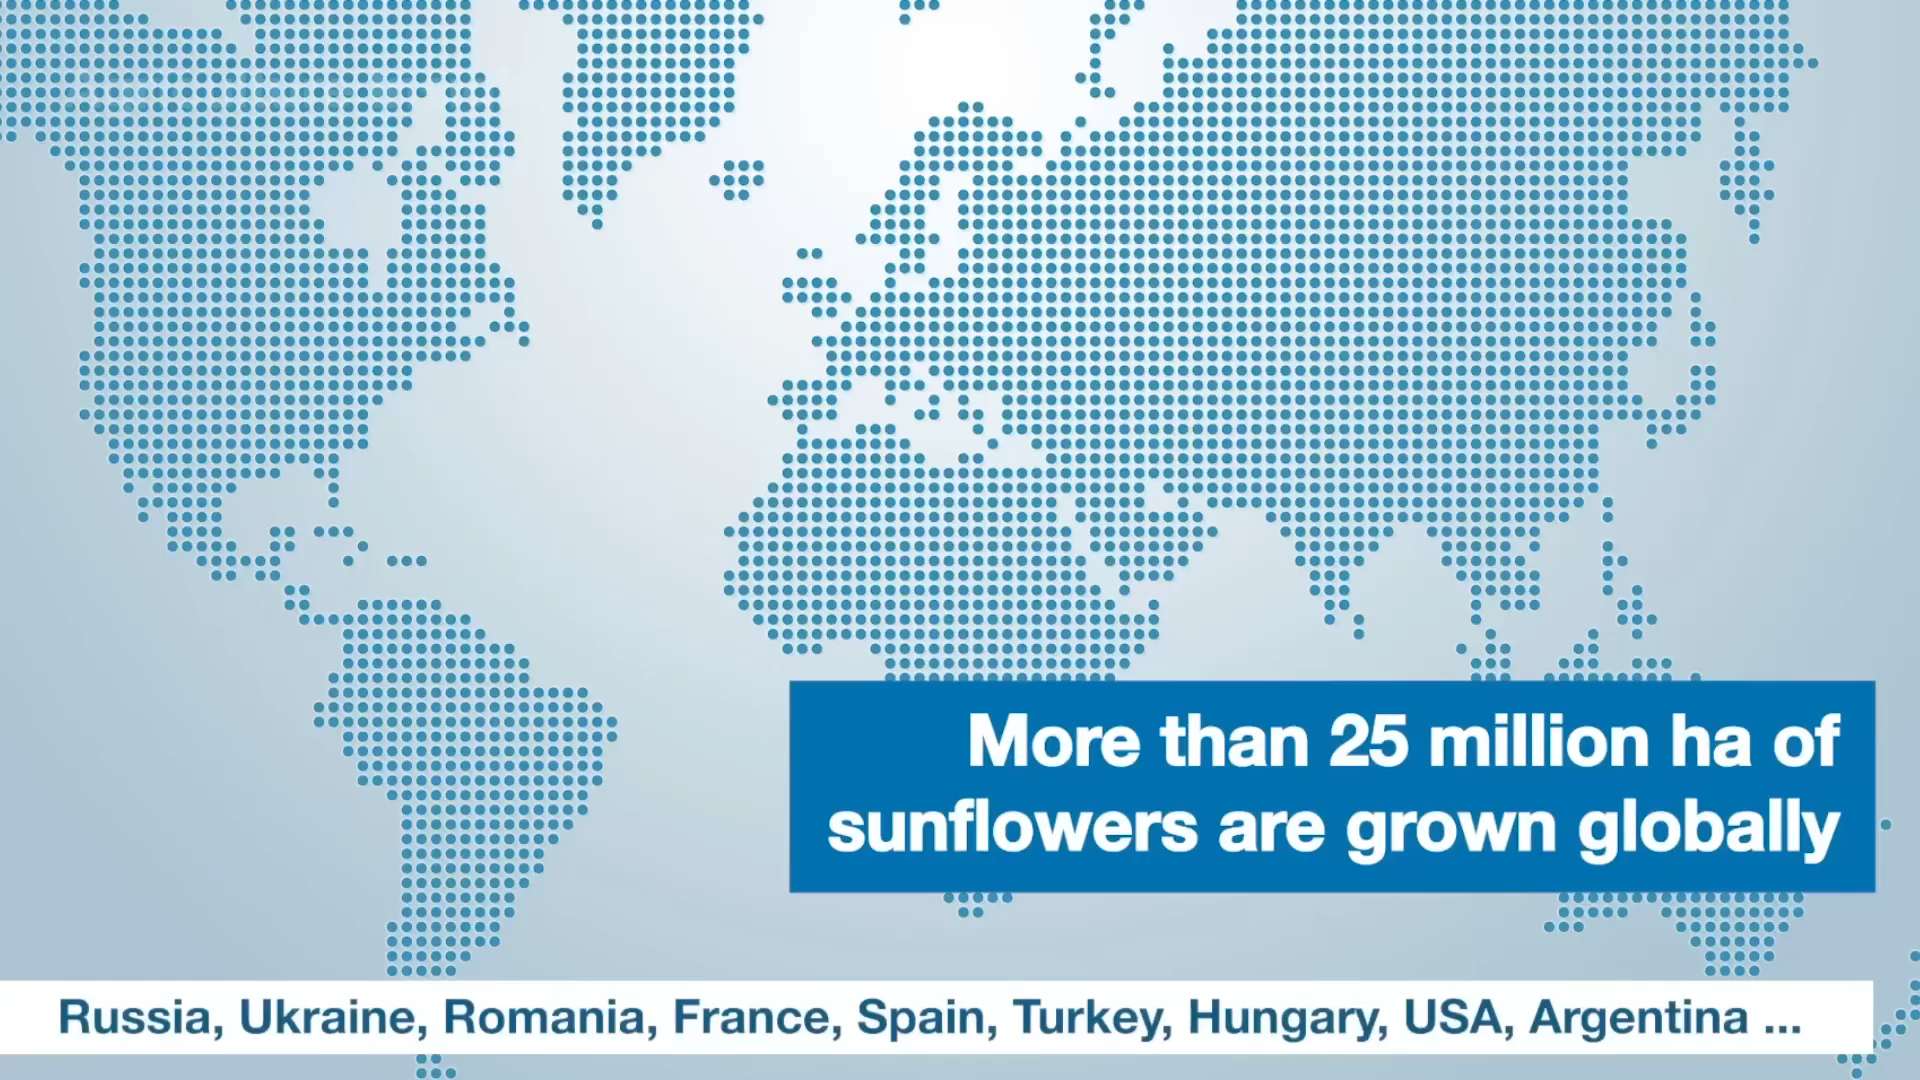 More than 25 million ha of
sunflowers are grown globally
Russia, Ukraine, Romania, France, Spain, Turkey, Hungary, USA, Argentina ...